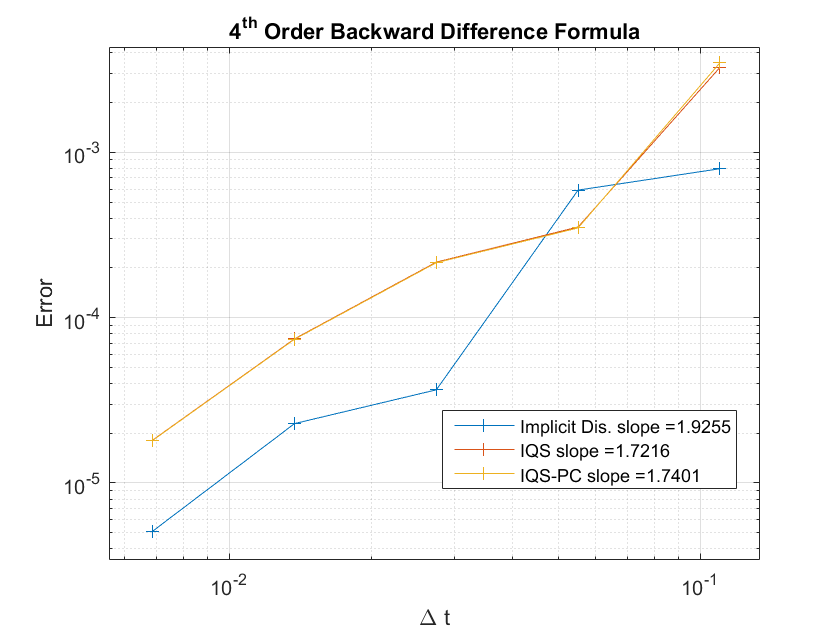 4th Order Backward Difference Formula
10-3
10-4
10-5
Error
Implicit Dis. slope =1.9255
IQS slope =1.7216
IQS-PC slope =1.7401
10-2
10-1
Δ t